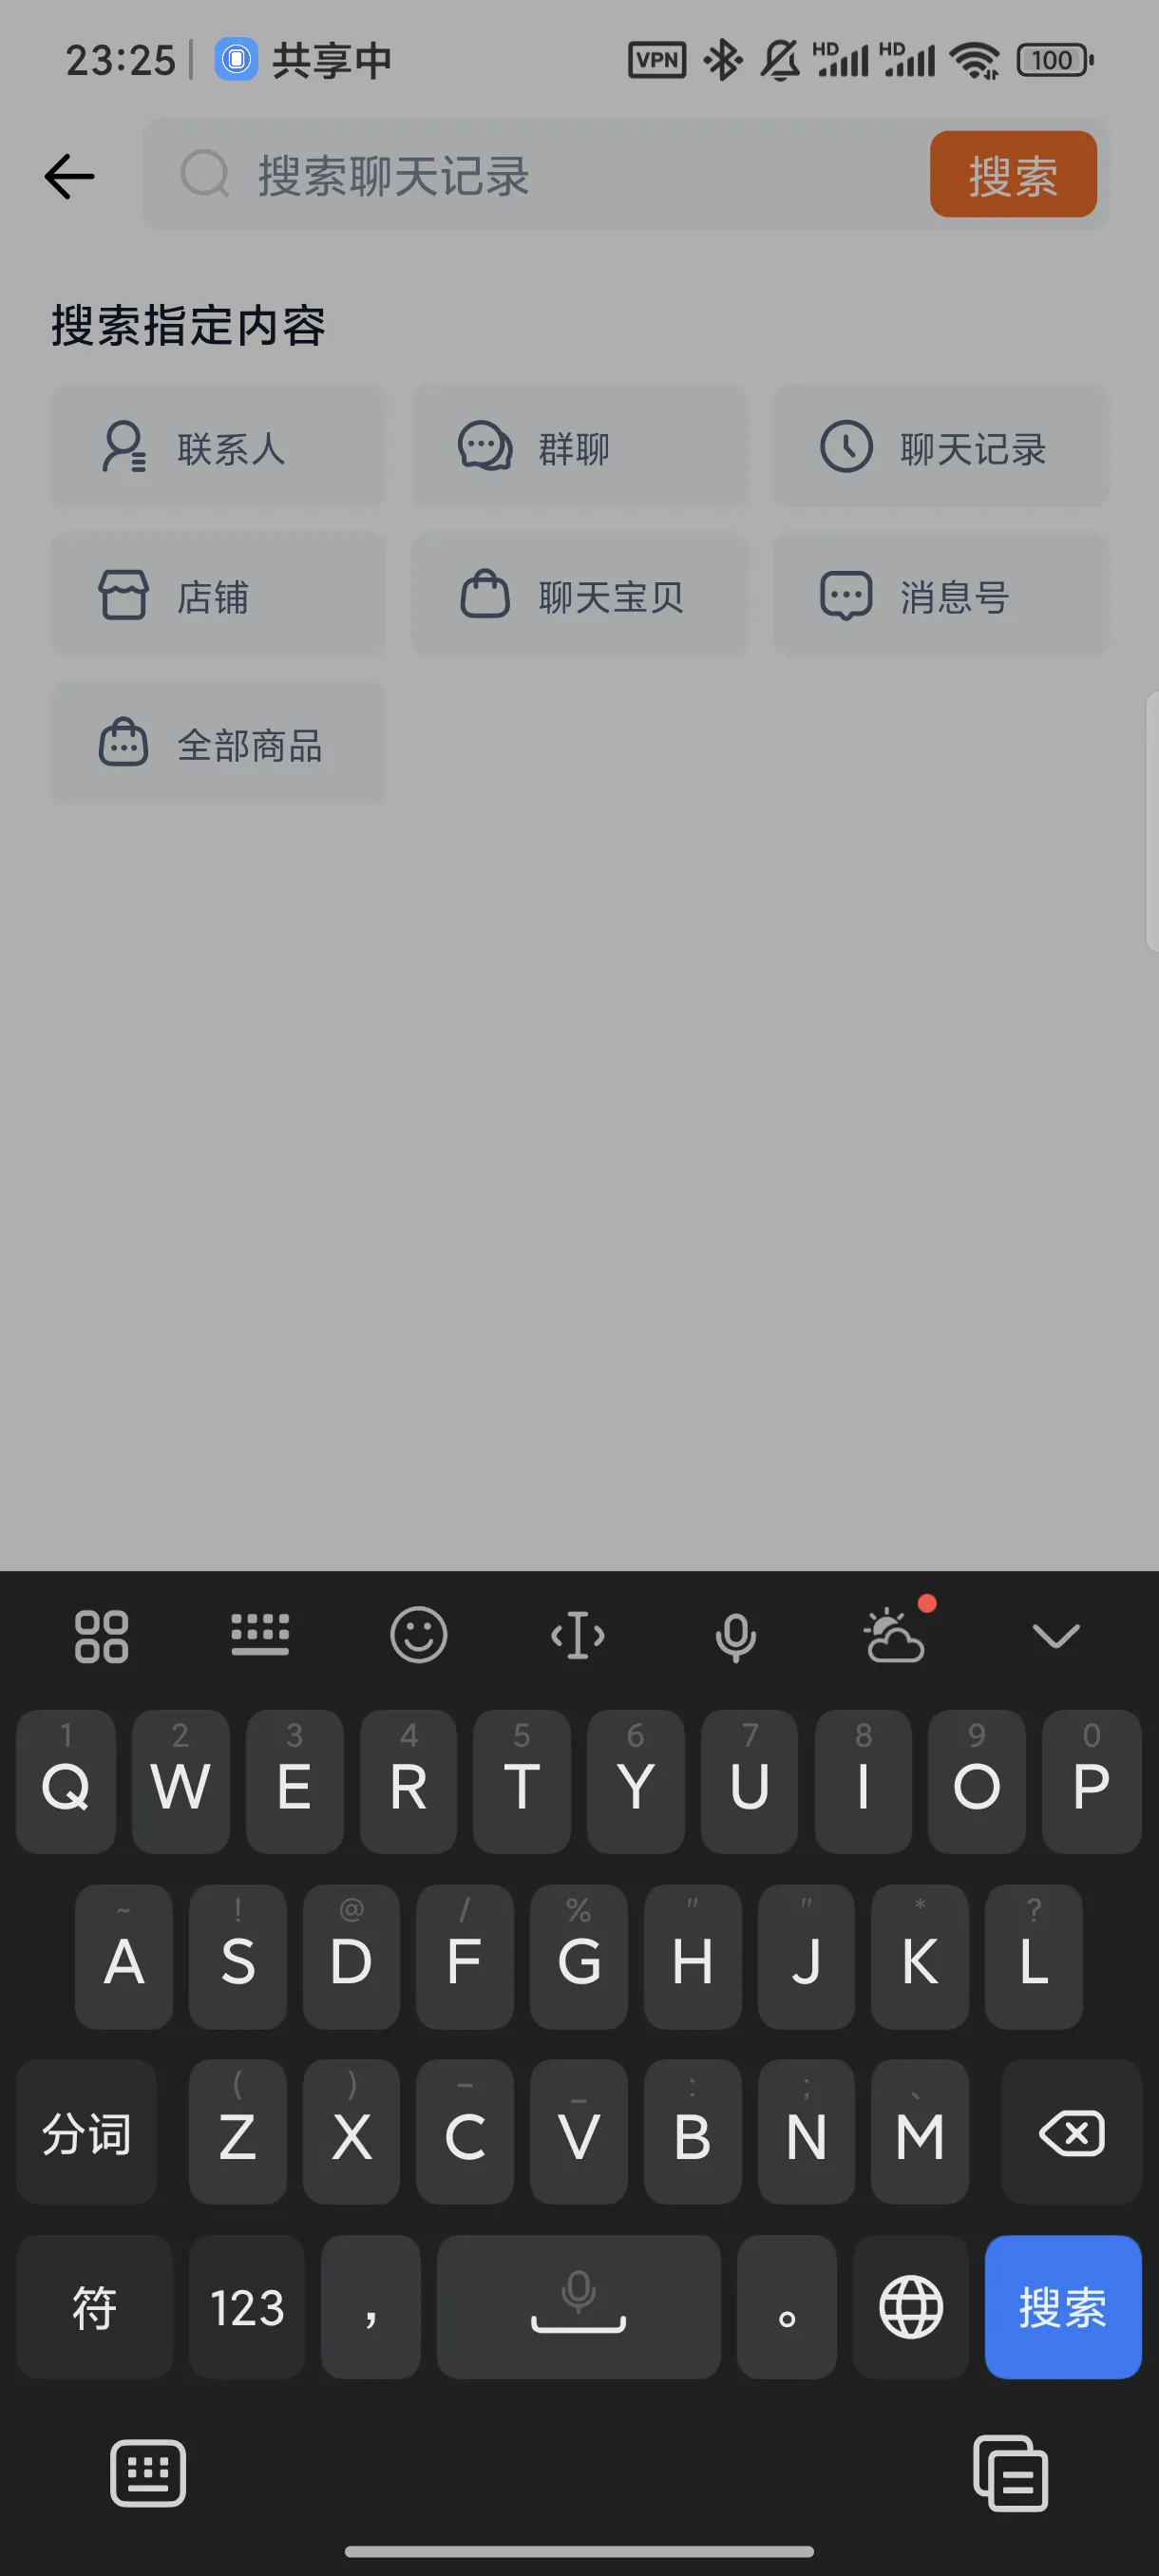 23:25 共享中 VPN HD HD 100
搜索聊天记录 搜索
搜索指定内容
联系人 群聊 聊天记录
店铺 聊天宝贝 消息号
全部商品
1 2 3 4 5 6 7 8 9 0
Q W E R T Y U I O P
~ ! @ / % " " * ?
A S D F G H J K L
( ) – _ : ; 、
分词 Z X C V B N M
符 123 ， 。 搜索